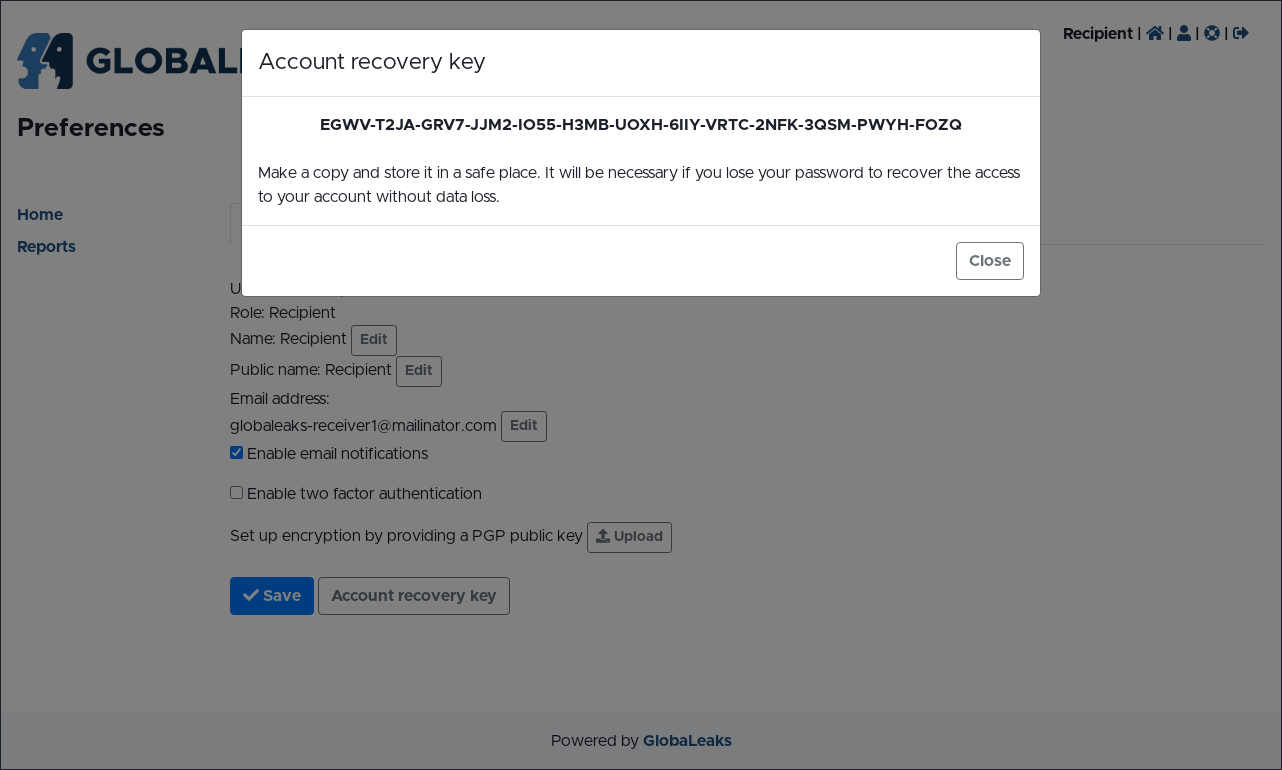 GLOBAL
Recipient | | | |
Account recovery key
EGWV-T2JA-GRV7-JJM2-IO55-H3MB-UOXH-6IIY-VRTC-2NFK-3QSM-PWYH-FOZQ
Make a copy and store it in a safe place. It will be necessary if you lose your password to recover the access
to your account without data loss.
Close
Preferences
Home
Reports
Role: Recipient
Name: Recipient Edit
Public name: Recipient Edit
Email address:
globaleaks-receiver1@mailinator.com Edit
Enable email notifications
Enable two factor authentication
Set up encryption by providing a PGP public key Upload
Save Account recovery key
Powered by GlobaLeaks